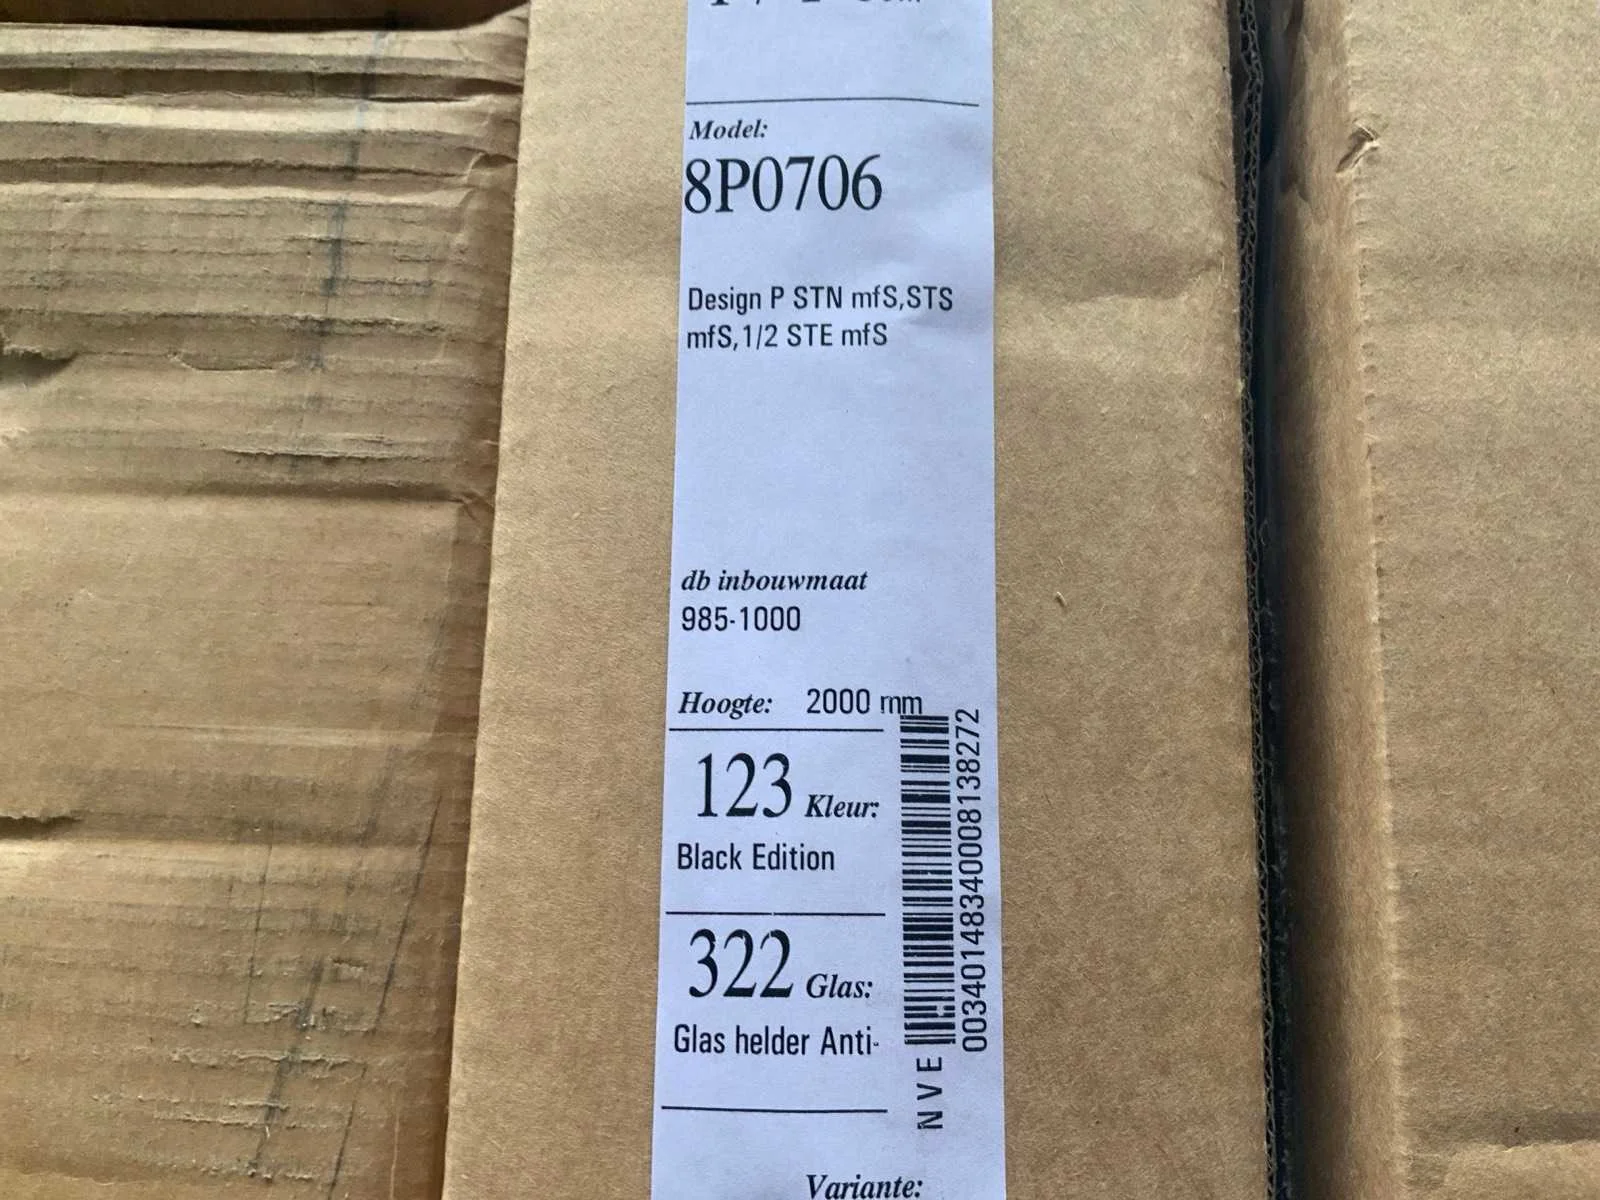 Model:
8P0706
Design P STN mfS,STS
mfS,1/2 STE mfS
db inbouwmaat
985-1000
Hoogte: 2000 mm
123 Kleur:
Black Edition
322 Glas:
Glas helder Anti-
NVE
00340148340008138272
Variante: